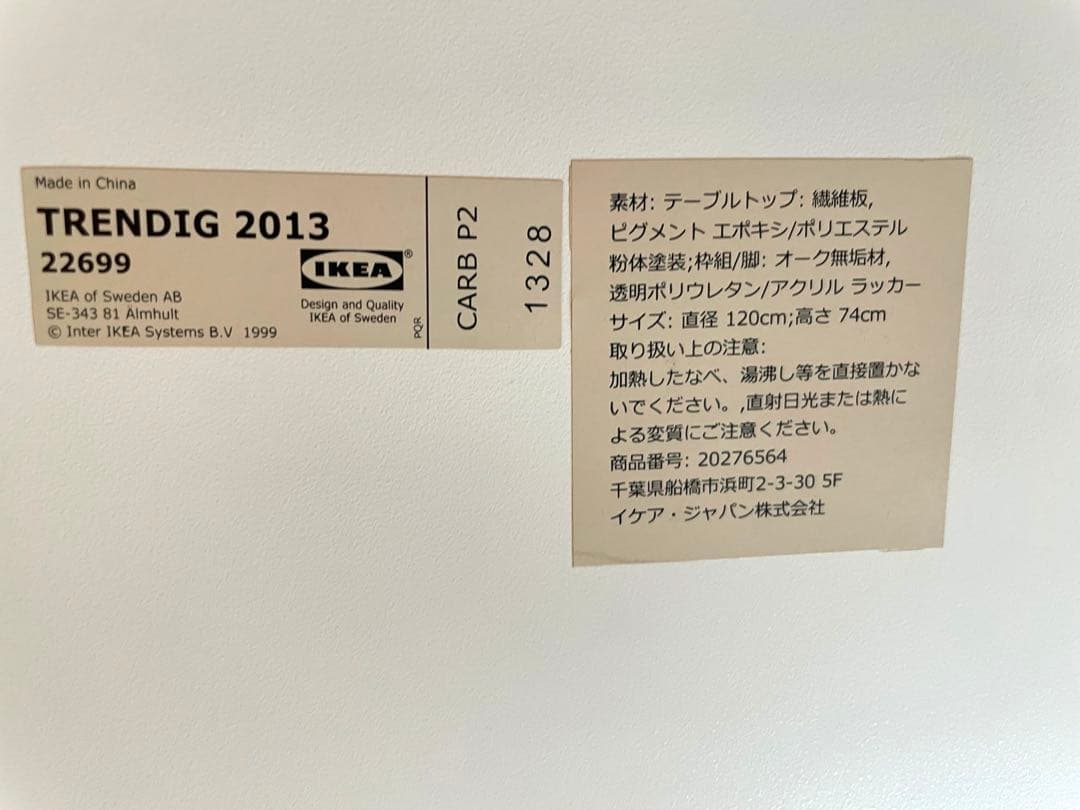 Made in China
TRENDIG 2013
22699
IKEA®
IKEA of Sweden AB
SE-343 81 Älmhult
© Inter IKEA Systems B.V 1999
Design and Quality
IKEA of Sweden
PQR
CARB P2
1328
素材: テーブルトップ: 繊維板,
ピグメント エポキシ/ポリエステル
粉体塗装;枠組/脚: オーク無垢材,
透明ポリウレタン/アクリル ラッカー
サイズ: 直径 120cm;高さ 74cm
取り扱い上の注意:
加熱したなべ、湯沸し等を直接置かな
いでください。,直射日光または熱に
よる変質にご注意ください。
商品番号: 20276564
千葉県船橋市浜町2-3-30 5F
イケア・ジャパン株式会社